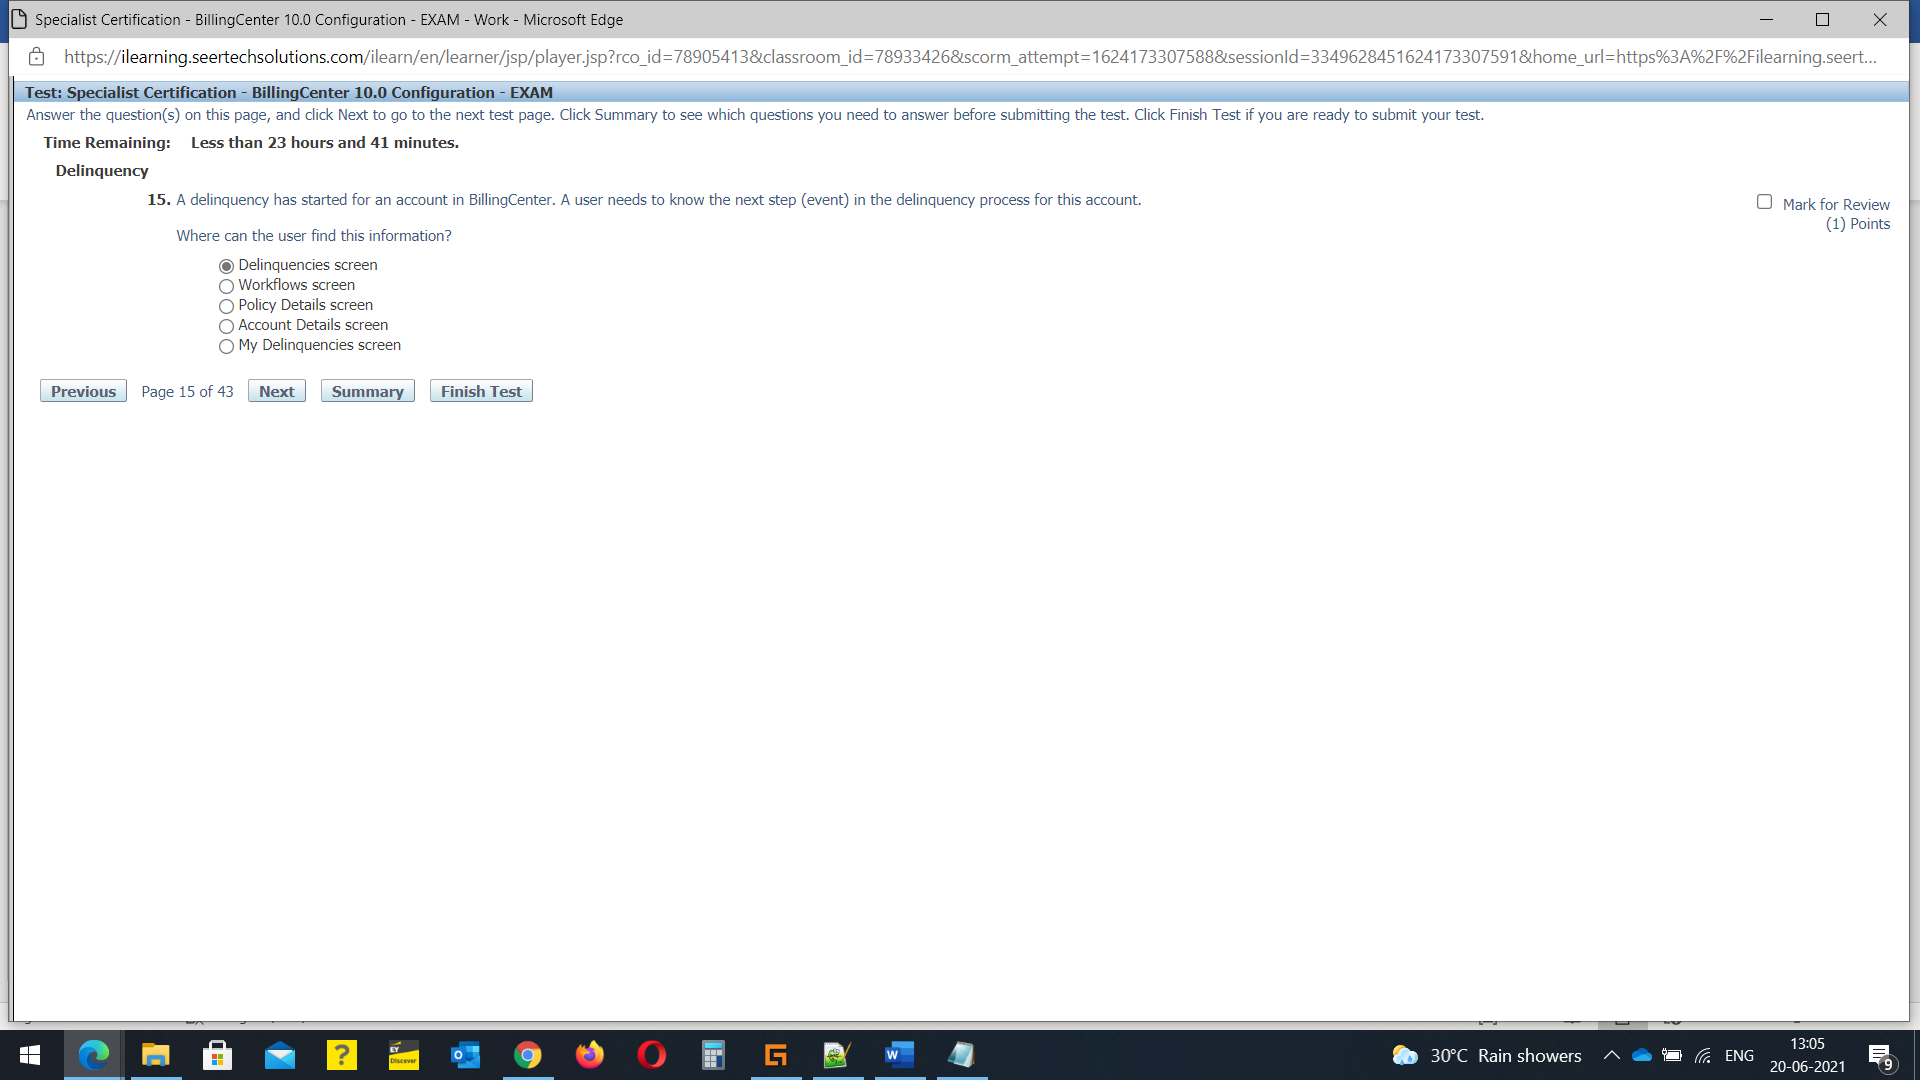 Specialist Certification - BillingCenter 10.0 Configuration - EXAM - Work - Microsoft Edge
https://ilearning.seertechsolutions.com/ilearn/en/learner/jsp/player.jsp?rco_id=78905413&classroom_id=78933426&scorm_attempt=1624173307588&sessionId=3349628451624173307591&home_url=https%3A%2F%2Filearning.seert...
Test: Specialist Certification - BillingCenter 10.0 Configuration - EXAM
Answer the question(s) on this page, and click Next to go to the next test page. Click Summary to see which questions you need to answer before submitting the test. Click Finish Test if you are ready to submit your test.
Time Remaining: Less than 23 hours and 41 minutes.
Delinquency
15. A delinquency has started for an account in BillingCenter. A user needs to know the next step (event) in the delinquency process for this account.
Mark for Review
(1) Points
Where can the user find this information?
Delinquencies screen
Workflows screen
Policy Details screen
Account Details screen
My Delinquencies screen
Previous Page 15 of 43 Next Summary Finish Test
EY
Discover
30°C Rain showers
ENG
13:05
20-06-2021
9